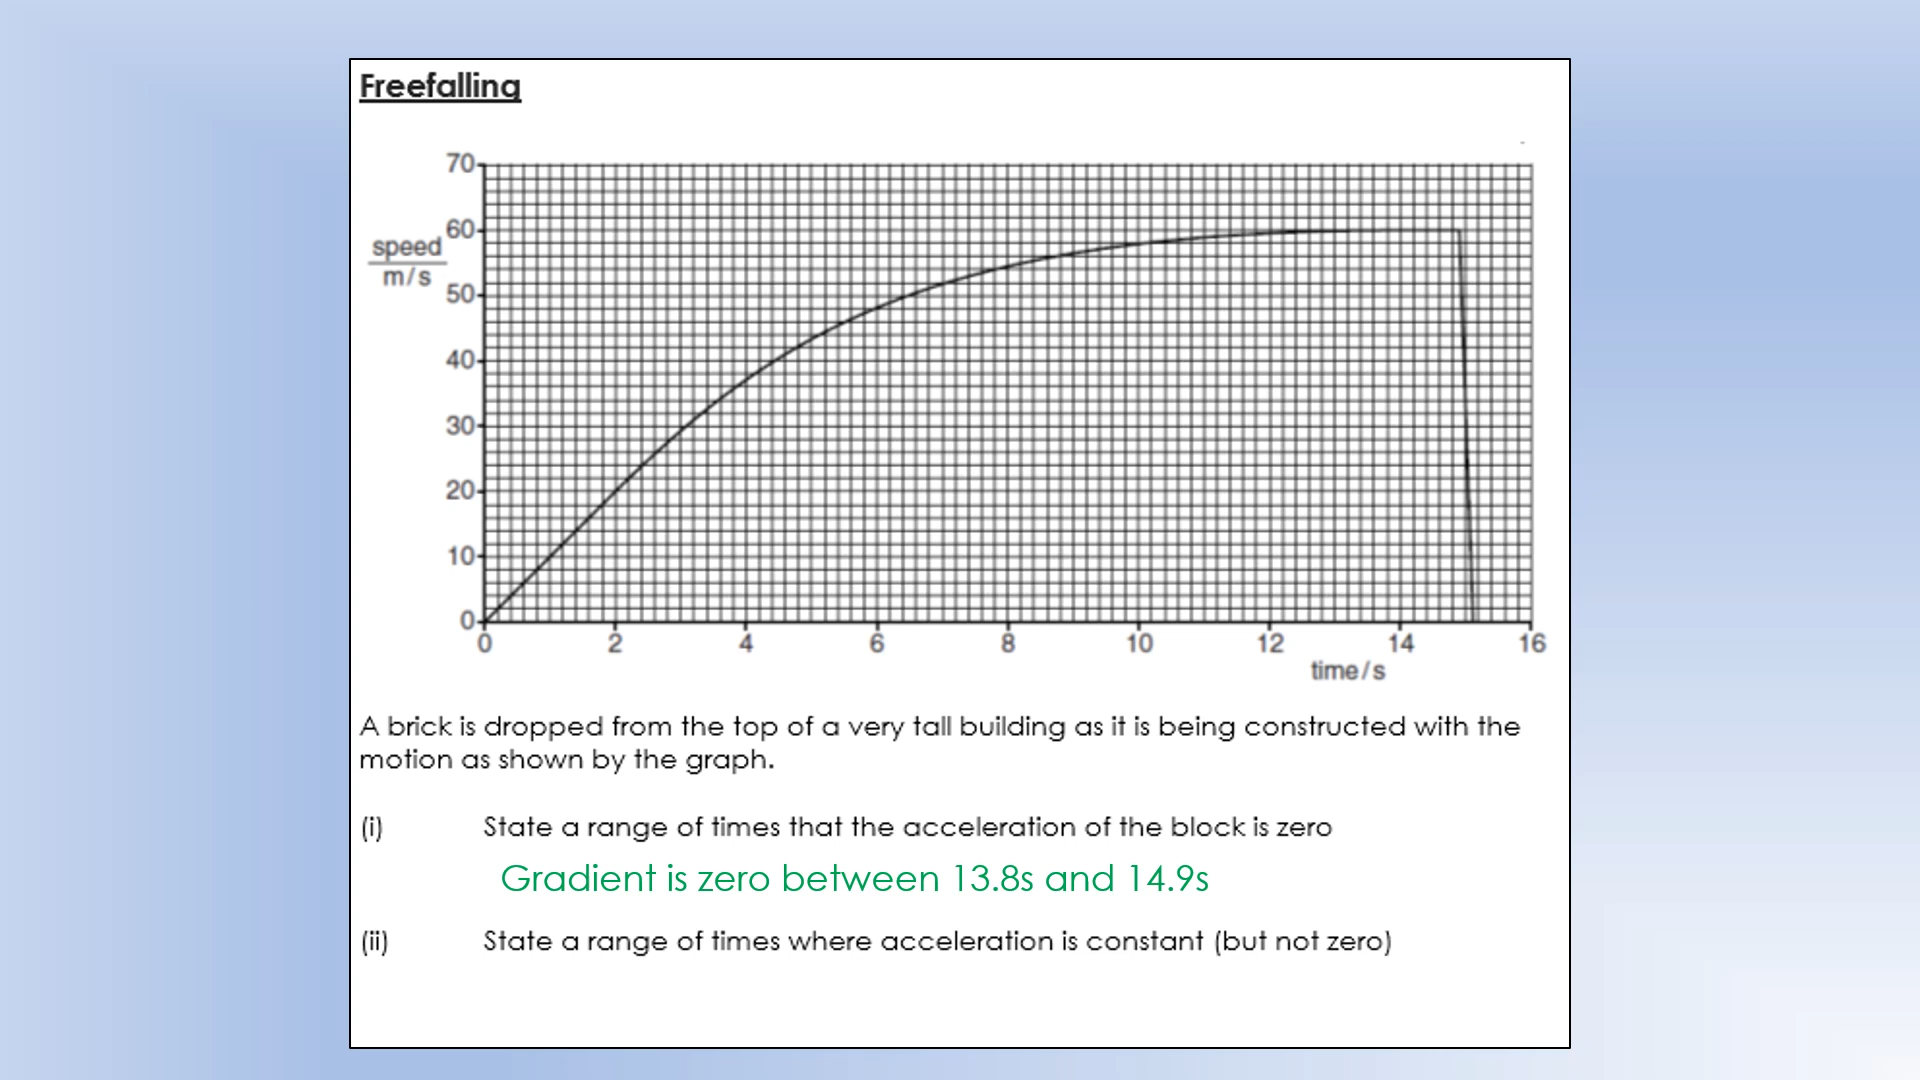 Freefalling
70
60
speed
m/s
50
40
30
20
10
0
0 2 4 6 8 10 12 14 16
time/s
A brick is dropped from the top of a very tall building as it is being constructed with the
motion as shown by the graph.
(i) State a range of times that the acceleration of the block is zero
Gradient is zero between 13.8s and 14.9s
(ii) State a range of times where acceleration is constant (but not zero)